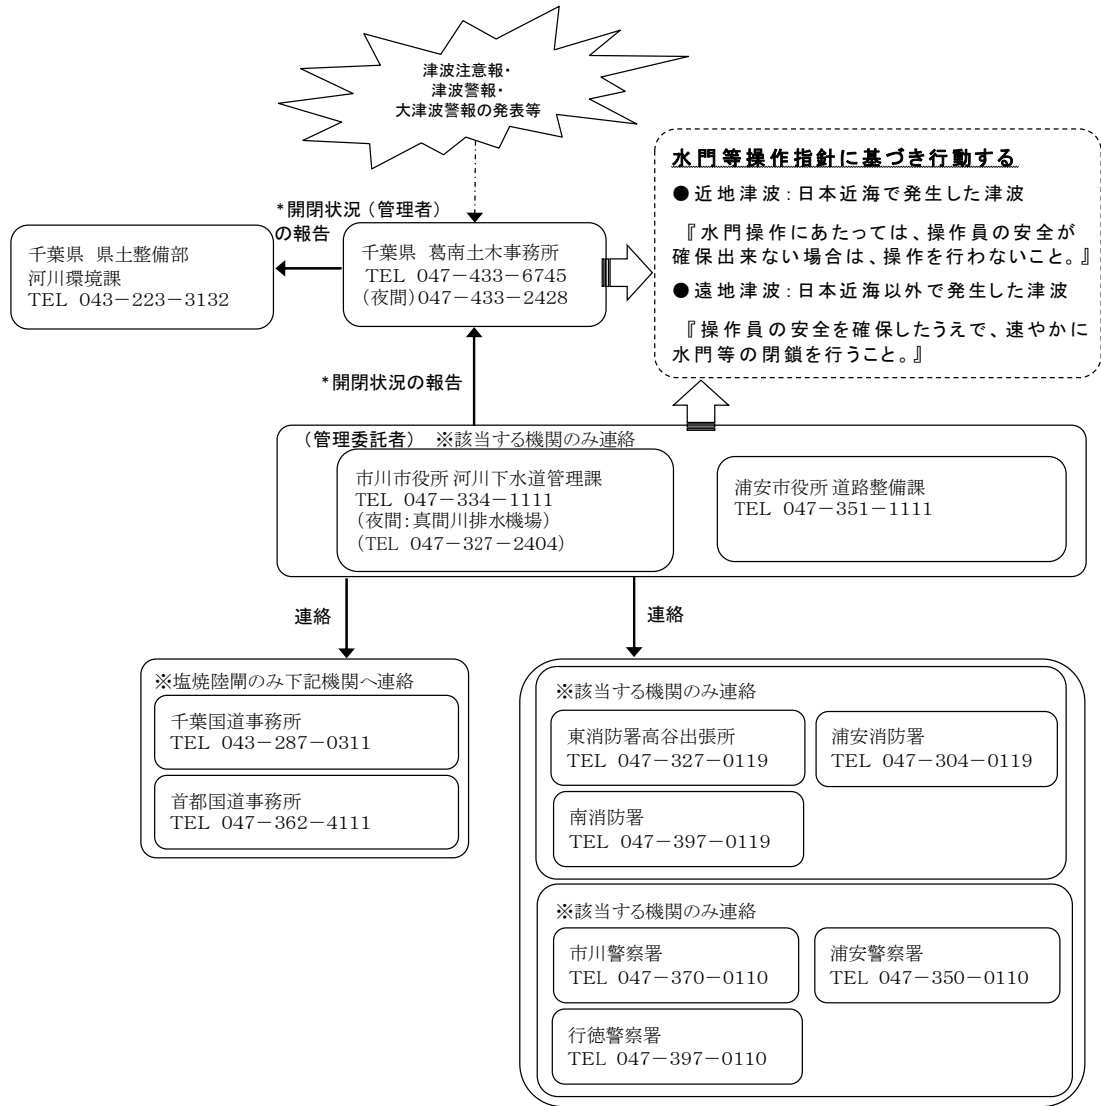 津波注意報・
津波警報・
大津波警報の発表等
水門等操作指針に基づき行動する
●近地津波：日本近海で発生した津波
『水門操作にあたっては、操作員の安全が
確保出来ない場合は、操作を行わないこと。』
●遠地津波：日本近海以外で発生した津波
『操作員の安全を確保したうえで、速やかに
水門等の閉鎖を行うこと。』
*開閉状況（管理者）
の報告
千葉県 県土整備部
河川環境課
TEL 043－223－3132
千葉県 葛南土木事務所
TEL 047－433－6745
（夜間）047－433－2428
*開閉状況の報告
（管理委託者） ※該当する機関のみ連絡
市川市役所 河川下水道管理課
TEL 047－334－1111
（夜間：真間川排水機場）
（TEL 047－327－2404）
浦安市役所 道路整備課
TEL 047－351－1111
連絡
連絡
※塩焼陸閘のみ下記機関へ連絡
千葉国道事務所
TEL 043－287－0311
首都国道事務所
TEL 047－362－4111
※該当する機関のみ連絡
東消防署高谷出張所
TEL 047－327－0119
浦安消防署
TEL 047－304－0119
南消防署
TEL 047－397－0119
※該当する機関のみ連絡
市川警察署
TEL 047－370－0110
浦安警察署
TEL 047－350－0110
行徳警察署
TEL 047－397－0110